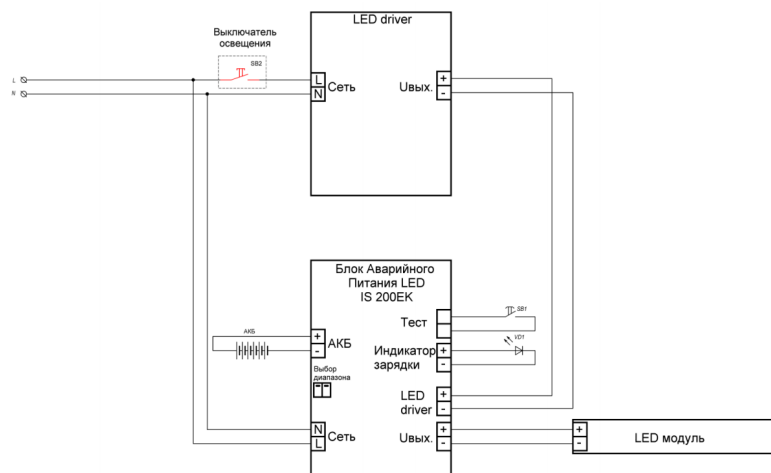 LED driver
Выключатель
освещения
SB2
L
N
L
N
Сеть
Uвых.
+
-
Блок Аварийного
Питания LED
IS 200EK
АКБ
+
-
АКБ
Тест
SB1
Индикатор
зарядки
+
-
VD1
Выбор
диапазона
LED
driver
+
-
N
L
Сеть
Uвых.
+
-
+
-
LED модуль